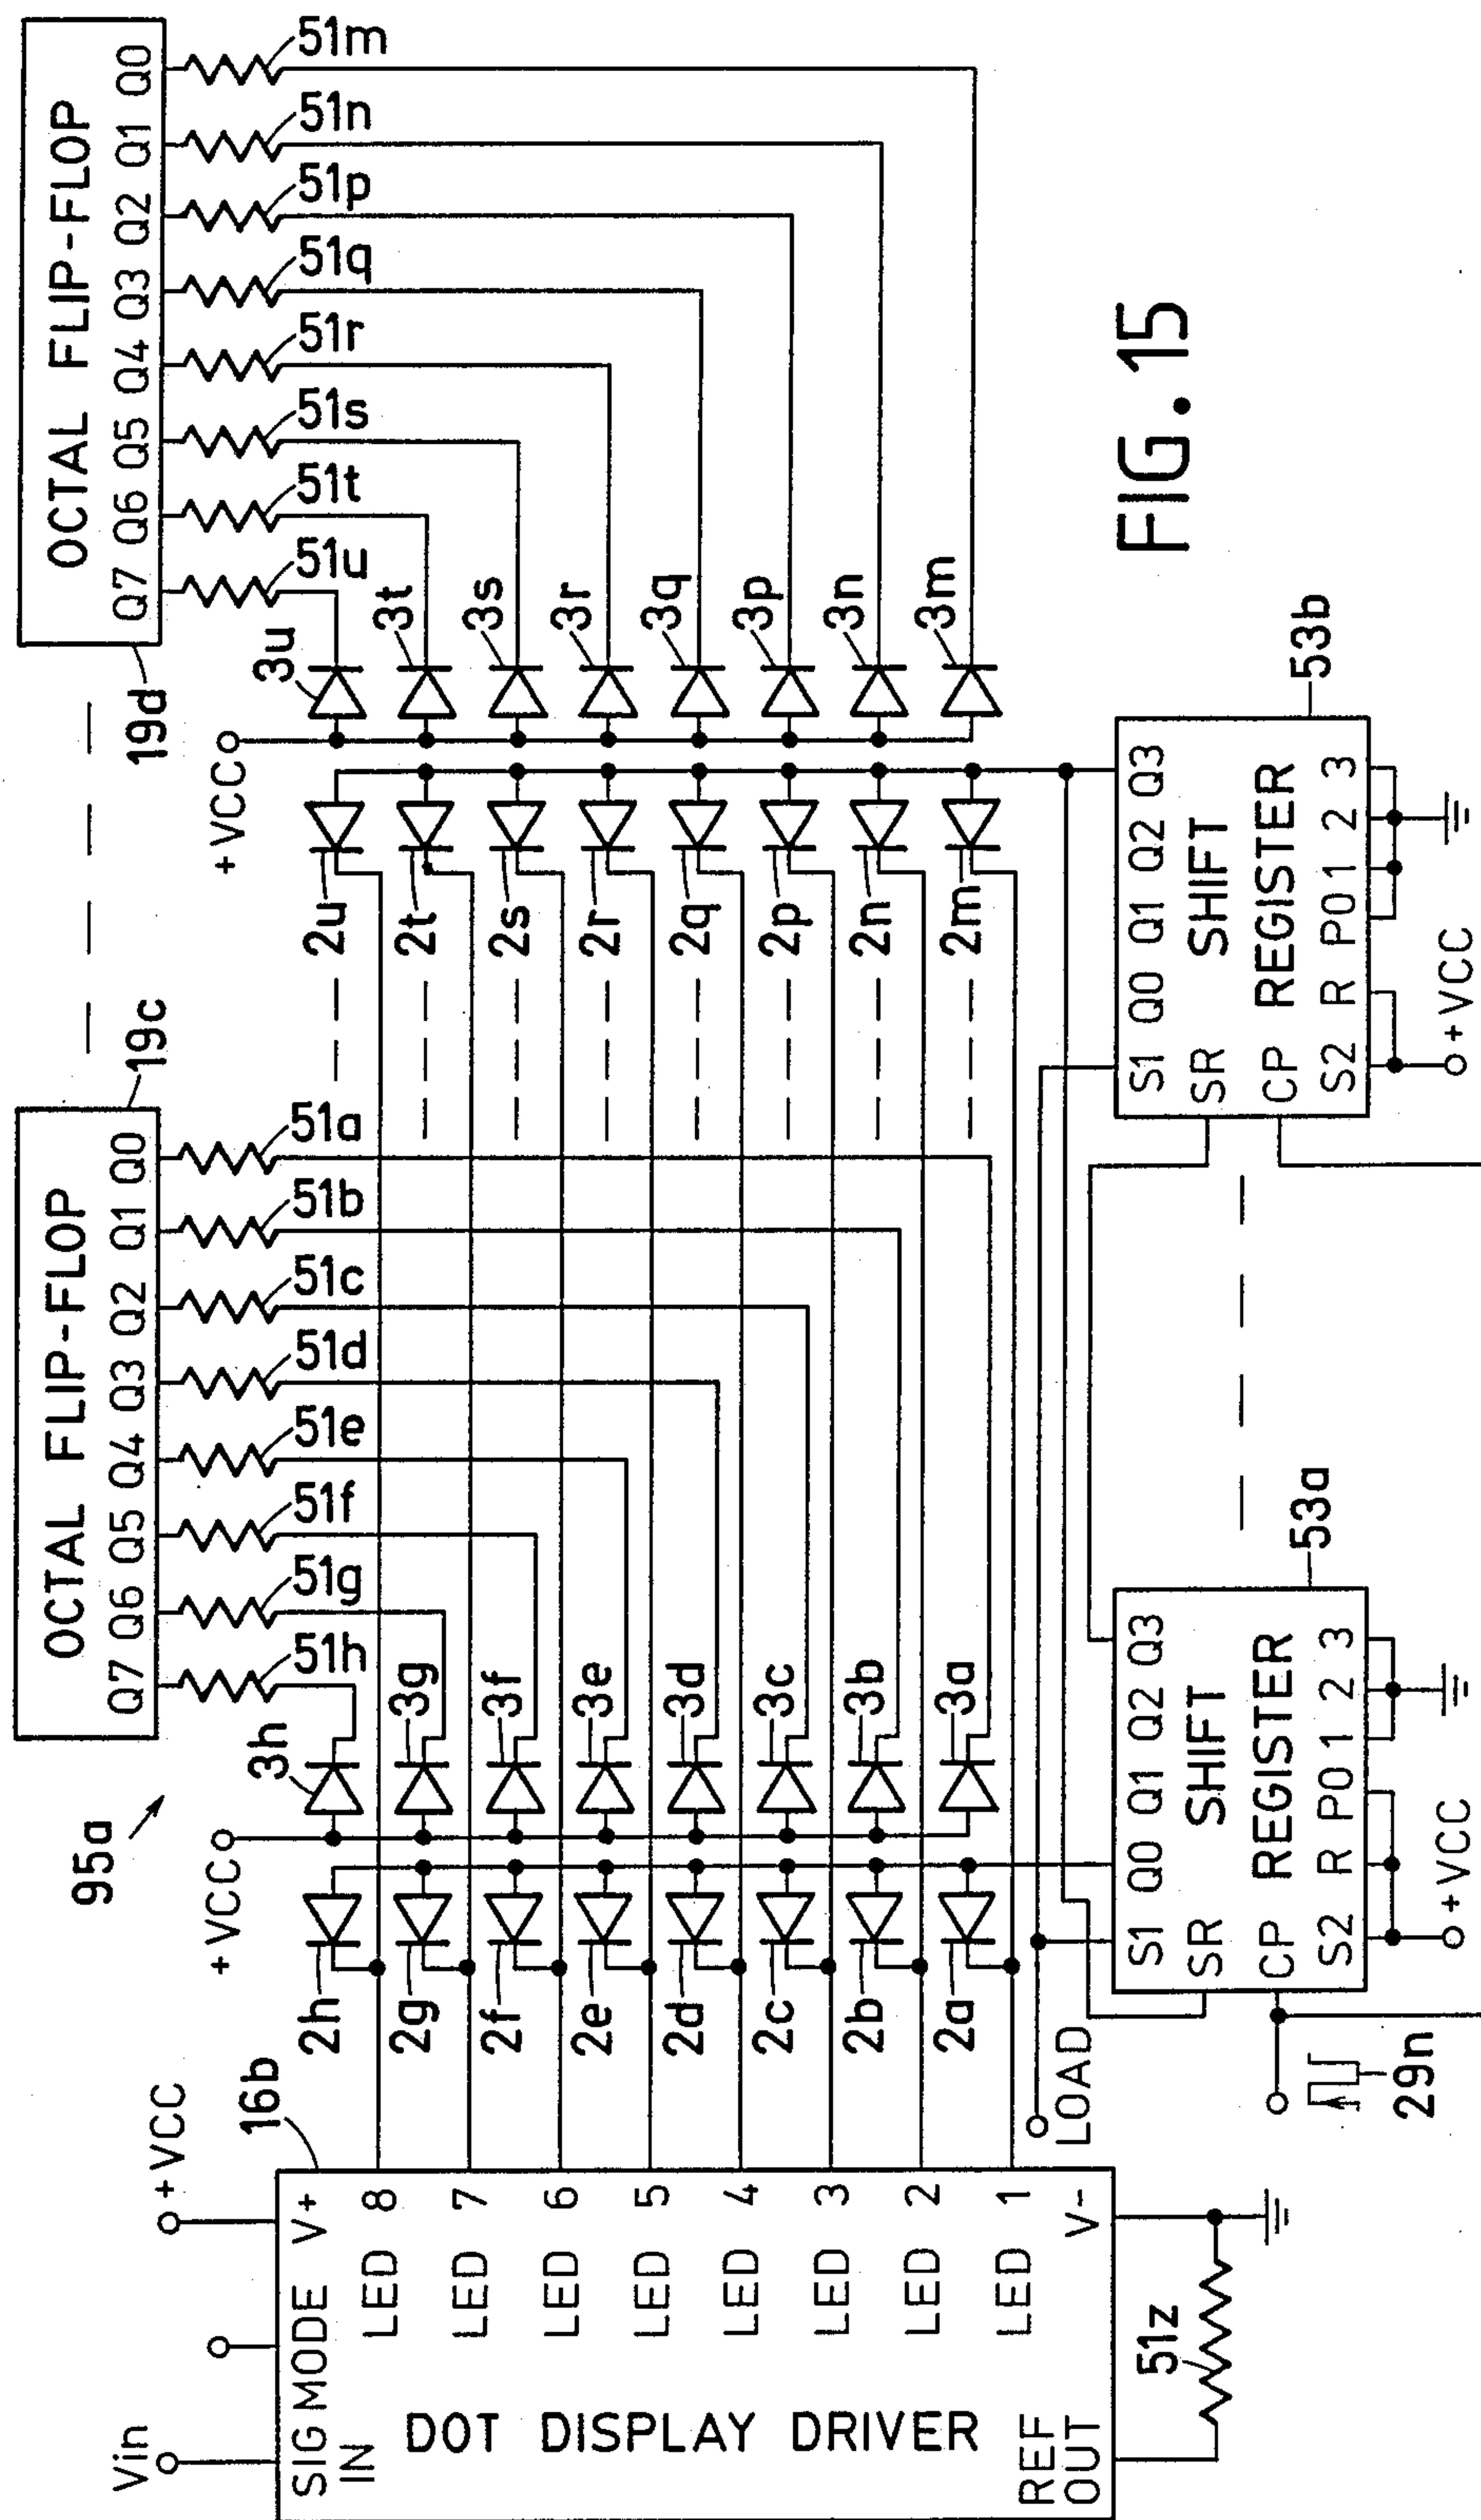 95a
19c
19d
OCTAL FLIP-FLOP
Q7 Q6 Q5 Q4 Q3 Q2 Q1 Q0
OCTAL FLIP-FLOP
Q7 Q6 Q5 Q4 Q3 Q2 Q1 Q0
51h
51g
51f
51e
51d
51c
51b
51a
51u
51t
51s
51r
51q
51p
51n
51m
Vin
+VCC
16b
+VCC
+VCC
3h
3g
3f
3e
3d
3c
3b
3a
3u
3t
3s
3r
3q
3p
3n
3m
2h
2g
2f
2e
2d
2c
2b
2a
2u
2t
2s
2r
2q
2p
2n
2m
SIG IN
MODE
V+
LED 8
LED 7
LED 6
LED 5
LED 4
LED 3
LED 2
LED 1
DOT DISPLAY DRIVER
REF OUT
V-
51z
LOAD
29n
S1 Q0 Q1 Q2 Q3
SR SHIFT
CP REGISTER
S2 R P0 1 2 3
53a
+VCC
S1 Q0 Q1 Q2 Q3
SR SHIFT
CP REGISTER
S2 R P0 1 2 3
53b
+VCC
FIG. 15